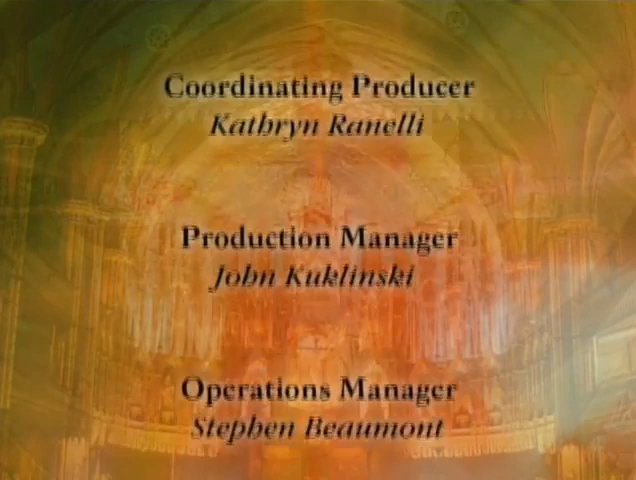 Coordinating Producer
Kathryn Ranelli
Production Manager
John Kuklinski
Operations Manager
Stephen Beaumont